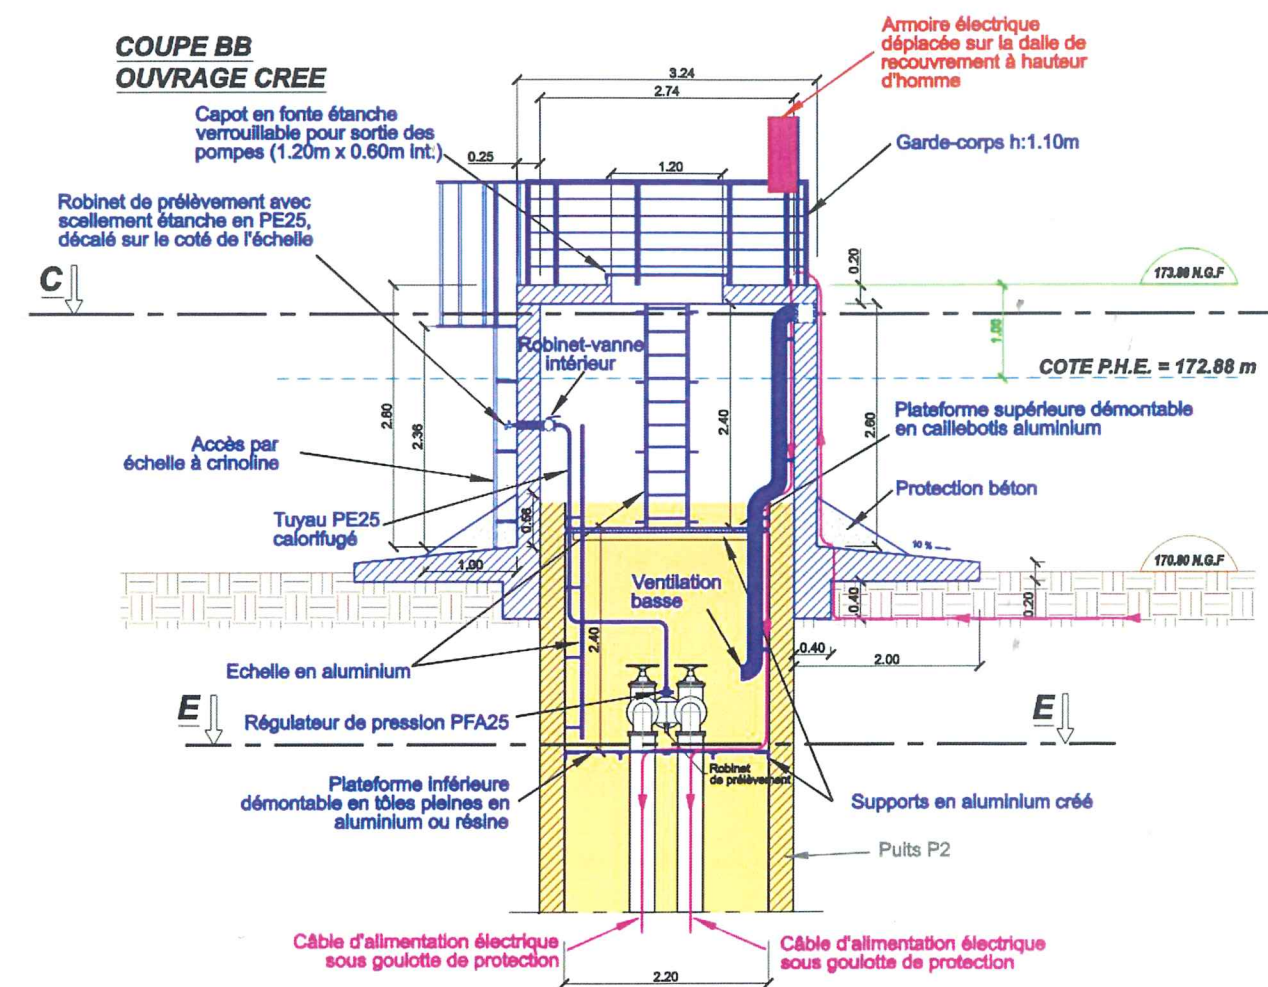 COUPE BB
OUVRAGE CREE
Armoire électrique
déplacée sur la dalle de
recouvrement à hauteur
d'homme
3.24
2.74
Capot en fonte étanche
verrouillable pour sortie des
pompes (1.20m x 0.60m int.)
0.25
1.20
Garde-corps h:1.10m
Robinet de prélèvement avec
scellement étanche en PE25,
décalé sur le coté de l'échelle
0.20
173.88 N.G.F
C
1.00
Robinet-vanne
intérieur
COTE P.H.E. = 172.88 m
2.60
2.36
2.40
2.60
Plateforme supérieure démontable
en caillebotis aluminium
Accès par
échelle à crinoline
Protection béton
Tuyau PE25
calorifugé
0.56
10 %
1.00
170.80 N.G.F
Ventilation
basse
0.40
0.20
2.40
0.40
2.00
Echelle en aluminium
E
E
Régulateur de pression PFA25
Robinet
de prélèvement
Plateforme inférieure
démontable en tôles pleines en
aluminium ou résine
Supports en aluminium créé
Puits P2
Câble d'alimentation électrique
sous goulotte de protection
Câble d'alimentation électrique
sous goulotte de protection
2.20